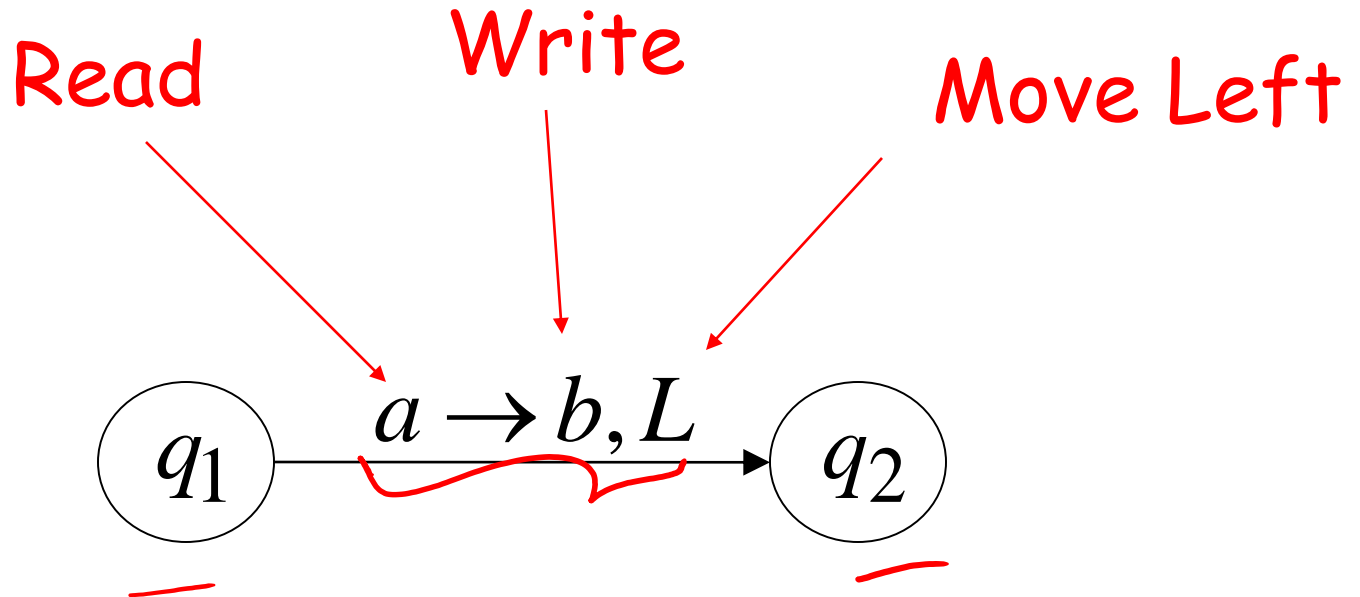 Read
Write
Move Left
a → b, L
q1
q2